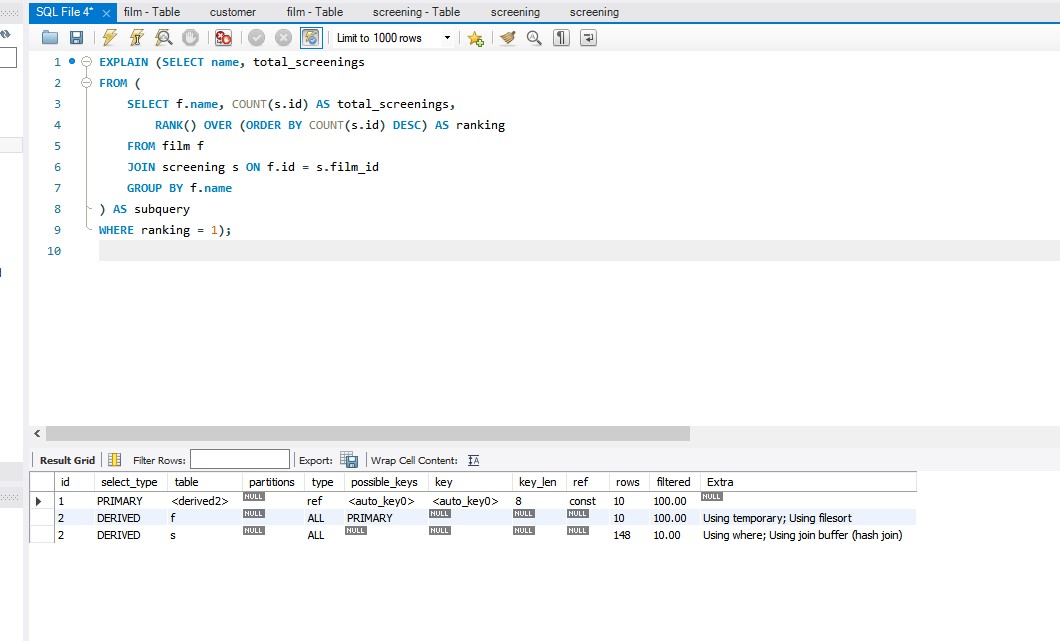 SQL File 4* film - Table customer film - Table screening - Table screening screening
Limit to 1000 rows
1 EXPLAIN (SELECT name, total_screenings
2 FROM (
3 SELECT f.name, COUNT(s.id) AS total_screenings,
4 RANK() OVER (ORDER BY COUNT(s.id) DESC) AS ranking
5 FROM film f
6 JOIN screening s ON f.id = s.film_id
7 GROUP BY f.name
8 ) AS subquery
9 WHERE ranking = 1);
10
Result Grid Filter Rows: Export: Wrap Cell Content: IA
id select_type table partitions type possible_keys key key_len ref rows filtered Extra
1 PRIMARY <derived2> NULL ref <auto_key0> <auto_key0> 8 const 10 100.00 NULL
2 DERIVED f NULL ALL PRIMARY NULL NULL NULL 10 100.00 Using temporary; Using filesort
2 DERIVED s NULL ALL NULL NULL NULL NULL 148 10.00 Using where; Using join buffer (hash join)